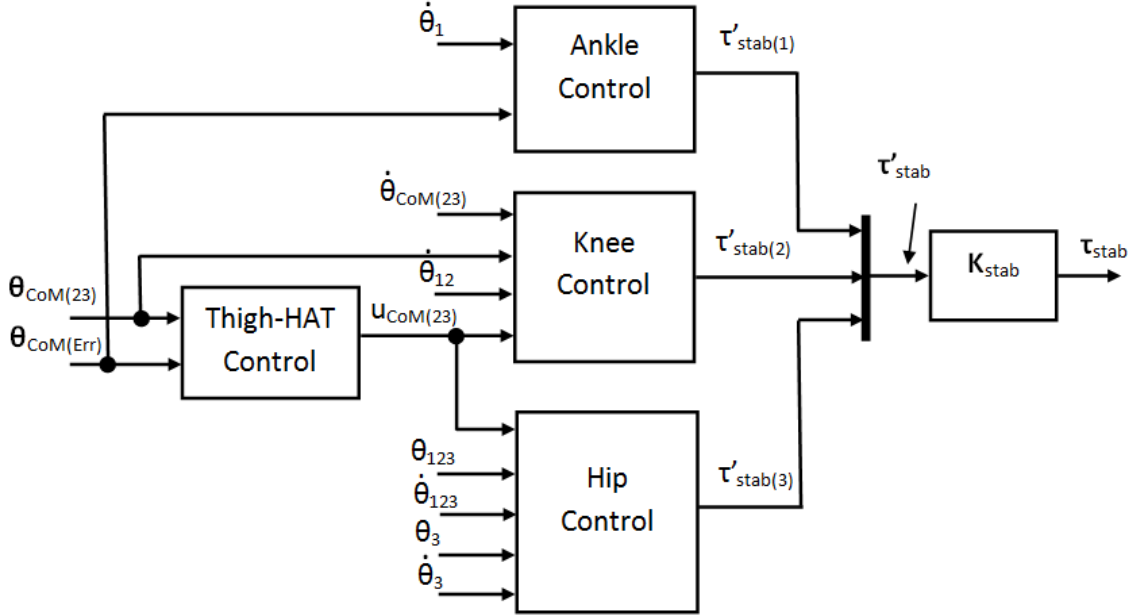 θ̇₁
Ankle
Control
τ'stab(1)
θ̇CoM(23)
Knee
Control
τ'stab(2)
θ̇₁₂
τ'stab
Kstab
τstab
θCoM(23)
θCoM(Err)
Thigh-HAT
Control
uCoM(23)
θ₁₂₃
θ̇₁₂₃
θ₃
θ̇₃
Hip
Control
τ'stab(3)